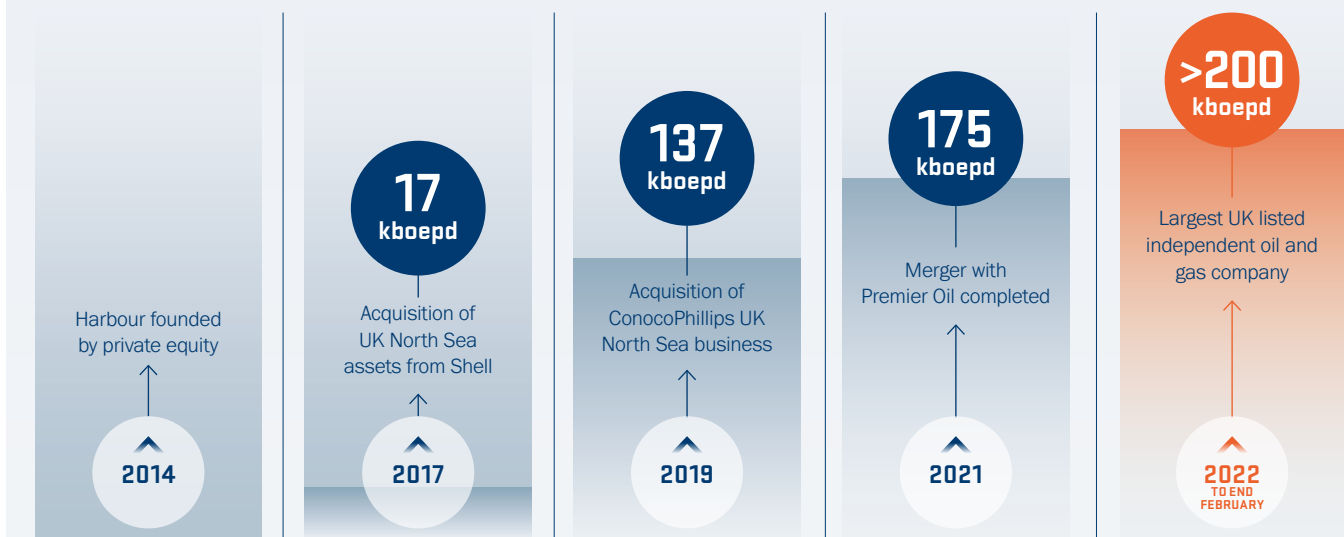 Harbour founded
by private equity
2014
17
kboepd
Acquisition of
UK North Sea
assets from Shell
2017
137
kboepd
Acquisition of
ConocoPhillips UK
North Sea business
2019
175
kboepd
Merger with
Premier Oil completed
2021
>200
kboepd
Largest UK listed
independent oil and
gas company
2022
TO END
FEBRUARY